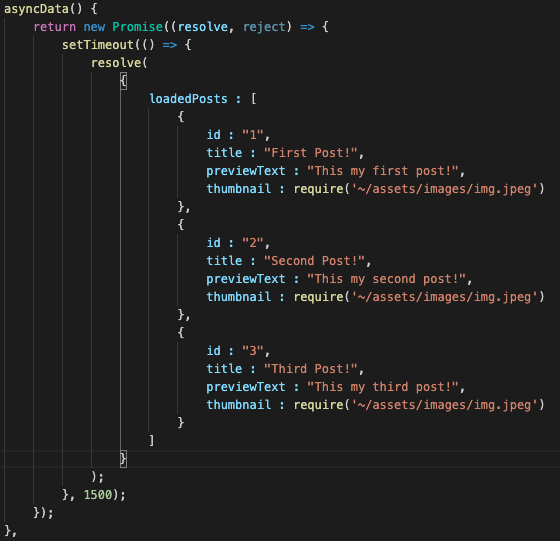 asyncData() {
return new Promise((resolve, reject) => {
setTimeout(() => {
resolve(
{
loadedPosts : [
{
id : "1",
title : "First Post!",
previewText : "This my first post!",
thumbnail : require('~/assets/images/img.jpeg')
},
{
id : "2",
title : "Second Post!",
previewText : "This my second post!",
thumbnail : require('~/assets/images/img.jpeg')
},
{
id : "3",
title : "Third Post!",
previewText : "This my third post!",
thumbnail : require('~/assets/images/img.jpeg')
}
]
}
);
}, 1500);
});
},